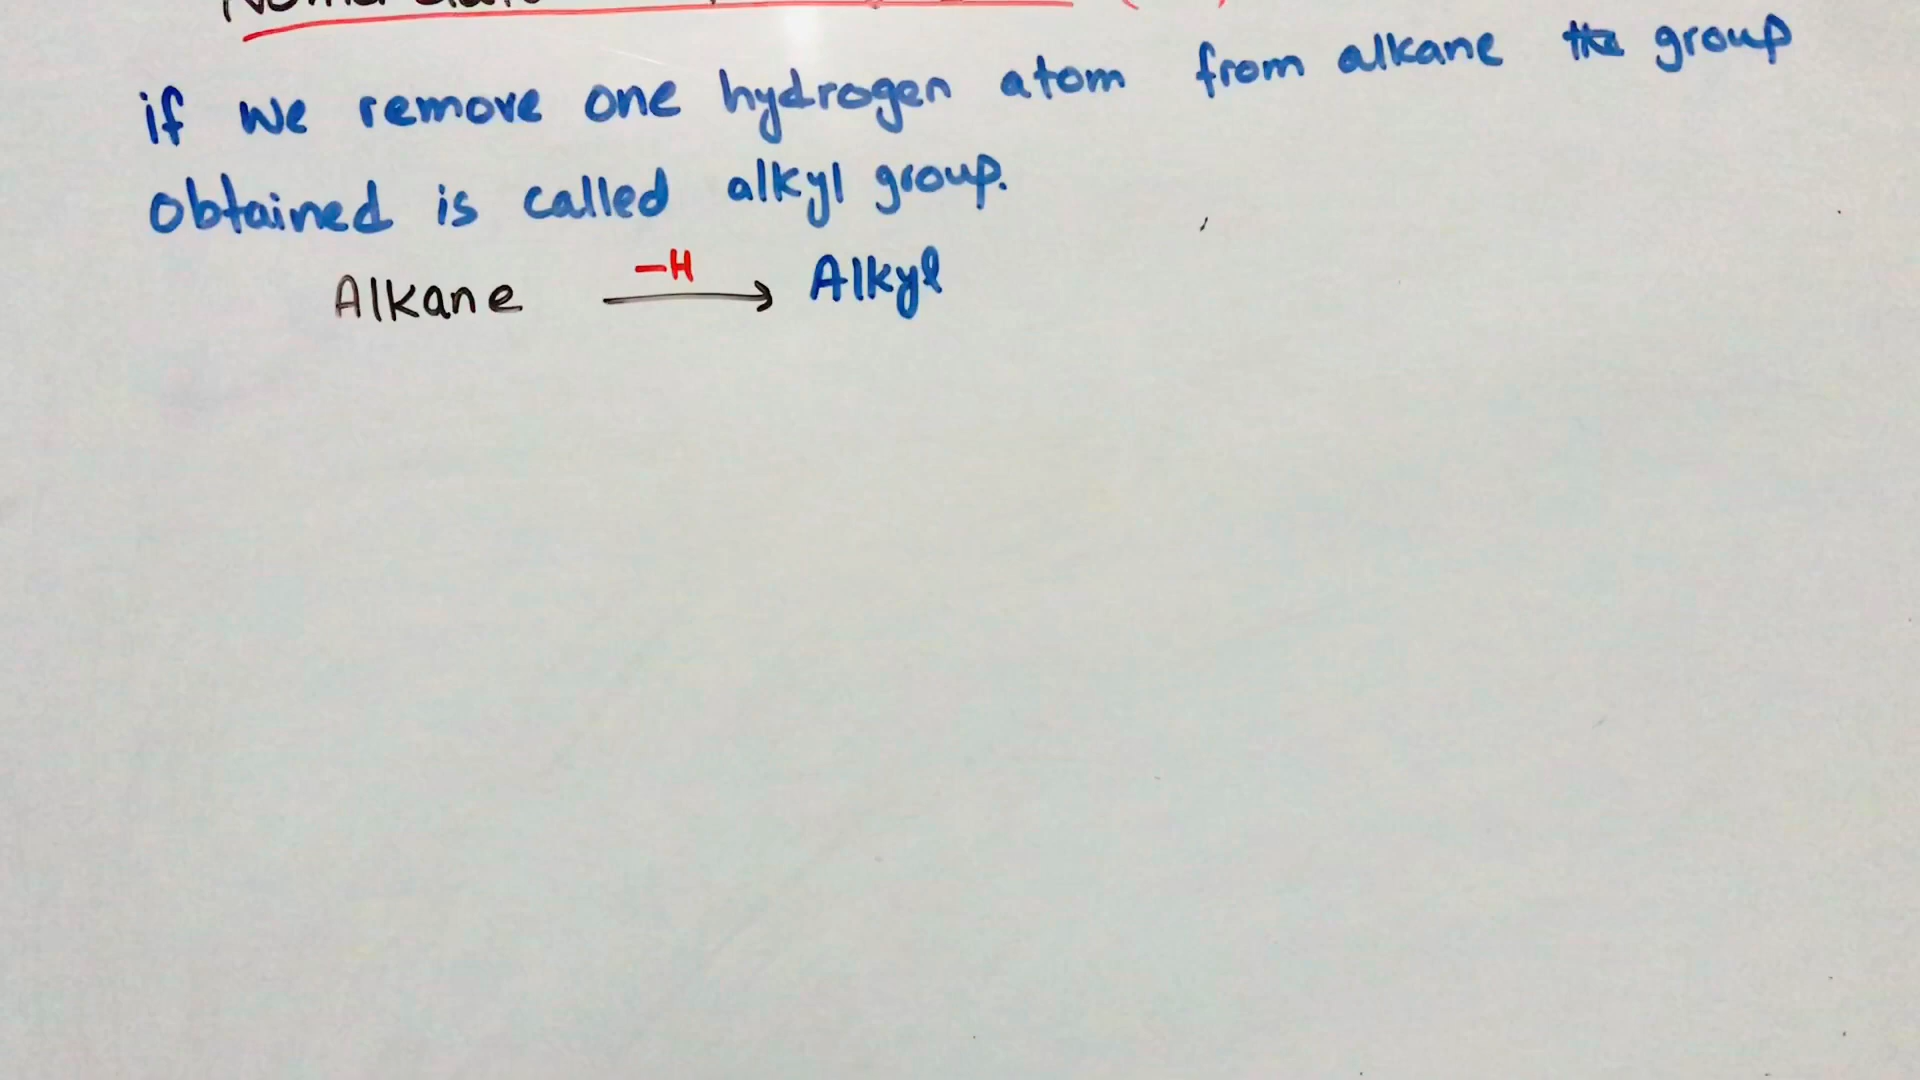 if we remove one hydrogen atom from alkane the group
obtained is called alkyl group.
Alkane -H → Alkyl